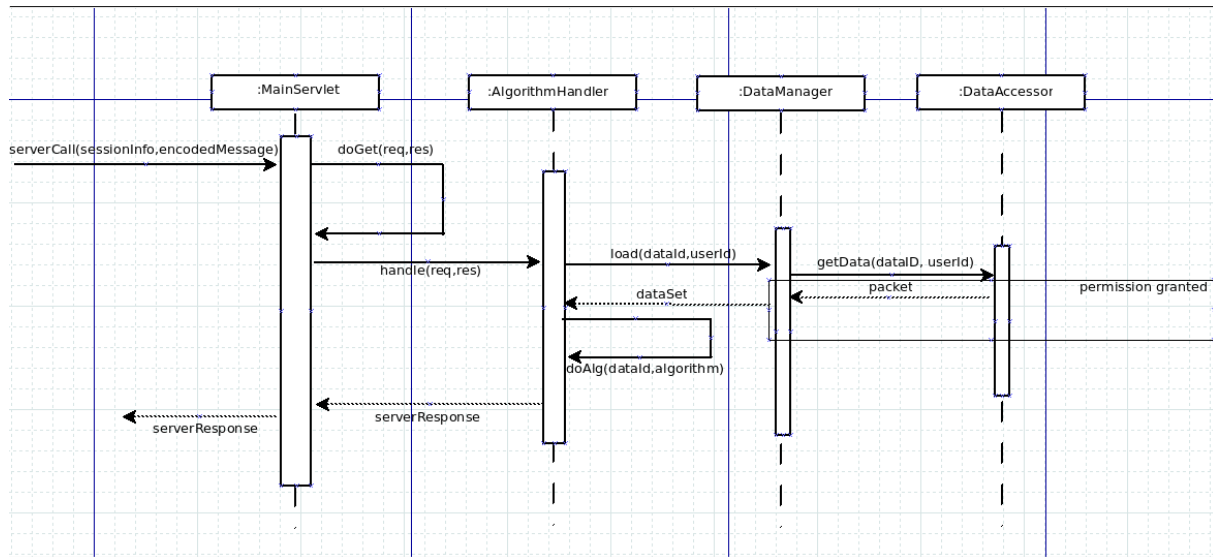 :MainServlet
:AlgorithmHandler
:DataManager
:DataAccessor
serverCall(sessionInfo,encodedMessage)
doGet(req,res)
handle(req,res)
load(dataId,userId)
getData(dataID, userId)
packet
permission granted
dataSet
doAlg(dataId,algorithm)
serverResponse
serverResponse